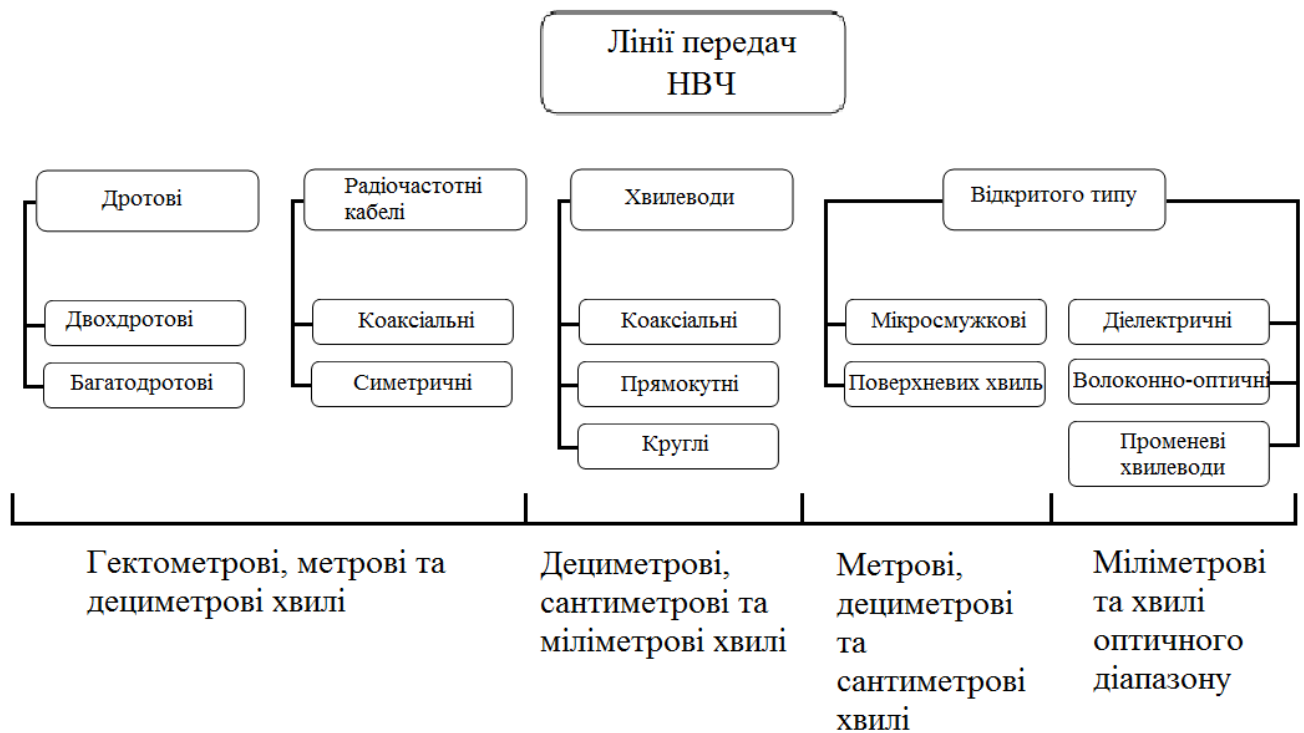 Лінії передач
НВЧ
Дротові
Радіочастотні
кабелі
Хвилеводи
Відкритого типу
Двохдротові
Багатодротові
Коаксіальні
Симетричні
Коаксіальні
Прямокутні
Круглі
Мікросмужкові
Поверхневих хвиль
Діелектричні
Волоконно-оптичні
Променеві
хвилеводи
Гектометрові, метрові та
дециметрові хвилі
Дециметрові,
сантиметрові та
міліметрові хвилі
Метрові,
дециметрові
та
сантиметрові
хвилі
Міліметрові
та хвилі
оптичного
діапазону